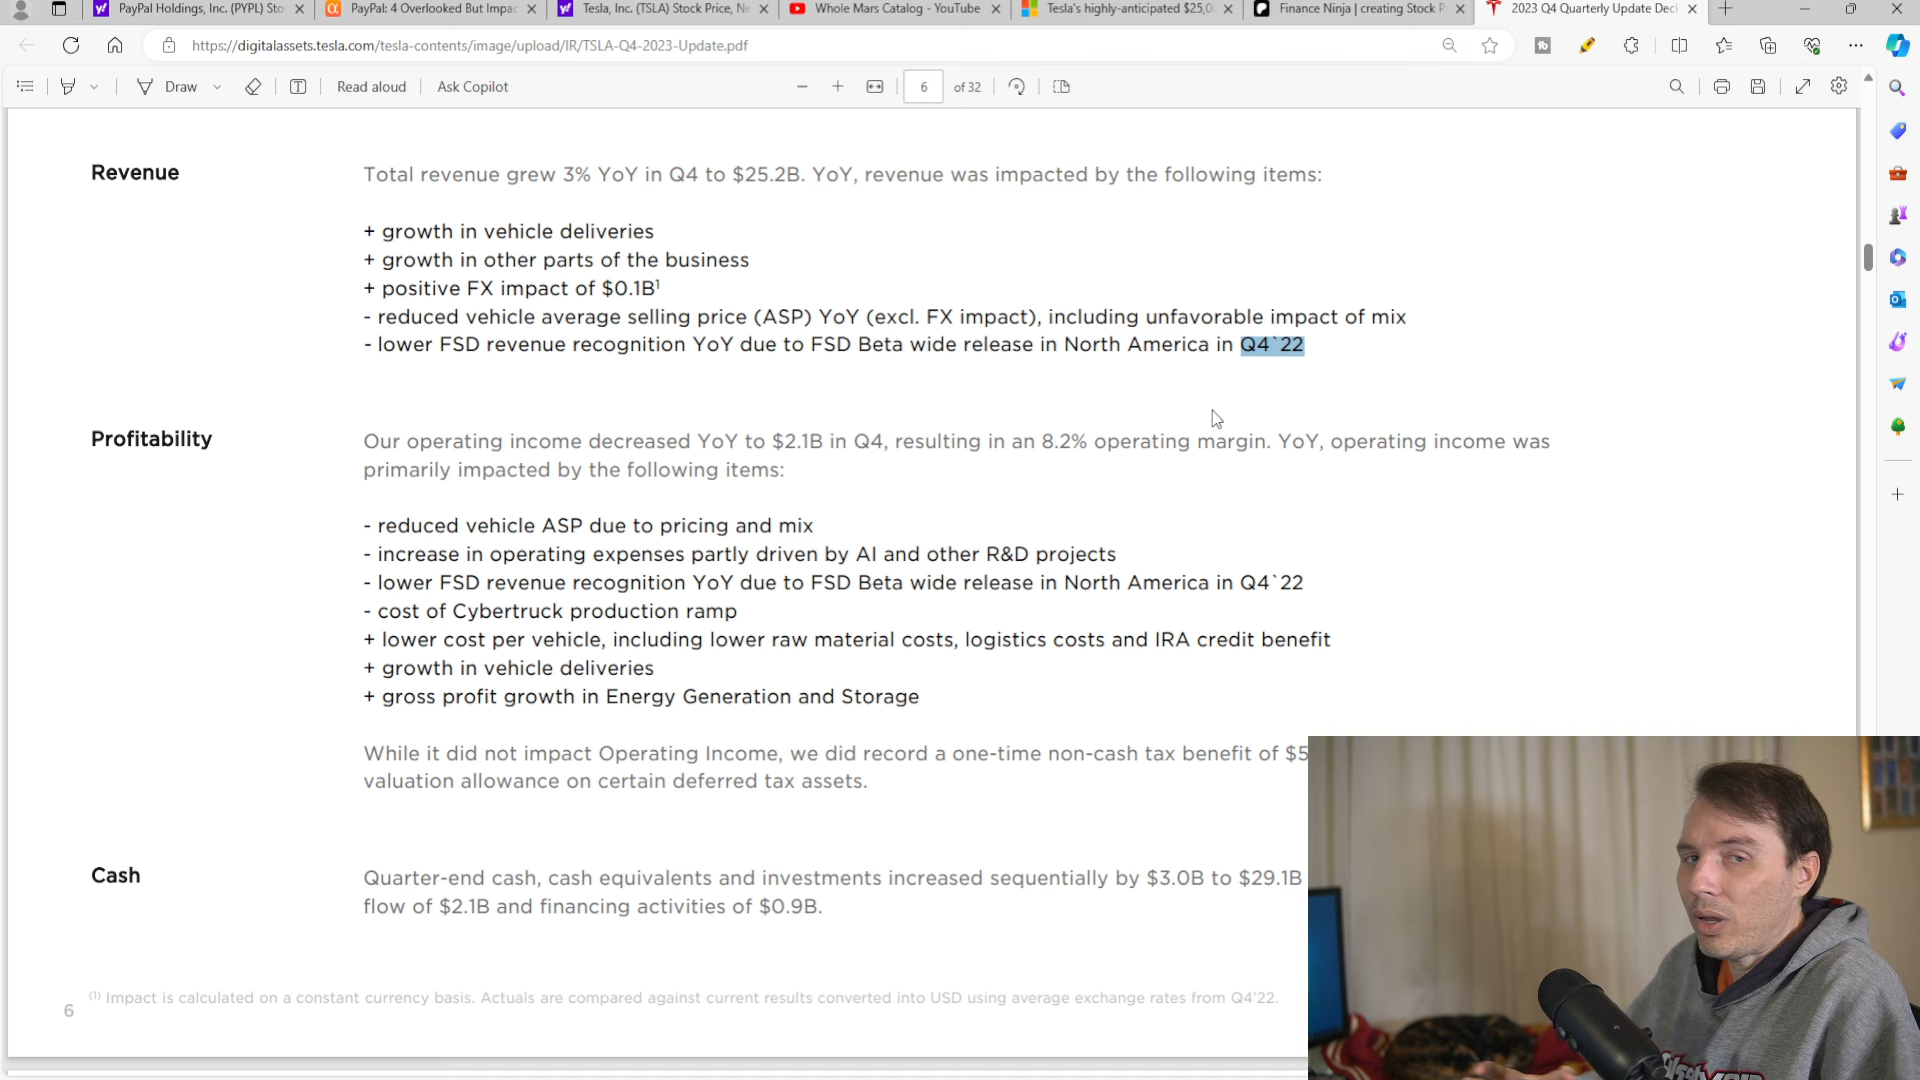 PayPal Holdings, Inc. (PYPL) Sto
PayPal: 4 Overlooked But Impac
Tesla, Inc. (TSLA) Stock Price, Ne
Whole Mars Catalog - YouTube
Tesla's highly-anticipated $25,0
Finance Ninja | creating Stock P
2023 Q4 Quarterly Update Deck
https://digitalassets.tesla.com/tesla-contents/image/upload/IR/TSLA-Q4-2023-Update.pdf
Draw
Read aloud
Ask Copilot
6
of 32
Revenue
Total revenue grew 3% YoY in Q4 to $25.2B. YoY, revenue was impacted by the following items:
+ growth in vehicle deliveries
+ growth in other parts of the business
+ positive FX impact of $0.1B¹
- reduced vehicle average selling price (ASP) YoY (excl. FX impact), including unfavorable impact of mix
- lower FSD revenue recognition YoY due to FSD Beta wide release in North America in Q4`22
Profitability
Our operating income decreased YoY to $2.1B in Q4, resulting in an 8.2% operating margin. YoY, operating income was
primarily impacted by the following items:
- reduced vehicle ASP due to pricing and mix
- increase in operating expenses partly driven by AI and other R&D projects
- lower FSD revenue recognition YoY due to FSD Beta wide release in North America in Q4`22
- cost of Cybertruck production ramp
+ lower cost per vehicle, including lower raw material costs, logistics costs and IRA credit benefit
+ growth in vehicle deliveries
+ gross profit growth in Energy Generation and Storage
While it did not impact Operating Income, we did record a one-time non-cash tax benefit of $5
valuation allowance on certain deferred tax assets.
Cash
Quarter-end cash, cash equivalents and investments increased sequentially by $3.0B to $29.1B
flow of $2.1B and financing activities of $0.9B.
(1) Impact is calculated on a constant currency basis. Actuals are compared against current results converted into USD using average exchange rates from Q4'22.
6